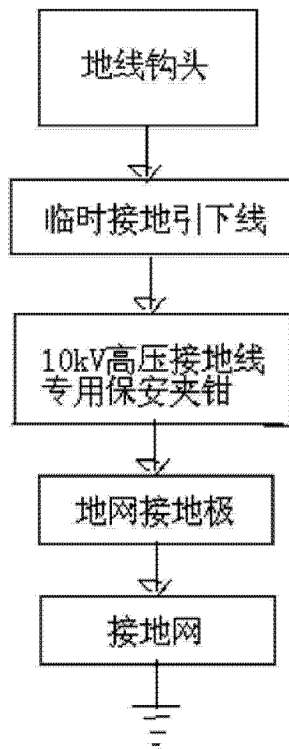 地线钩头
临时接地引下线
10kV高压接地线
专用保安夹钳
地网接地极
接地网